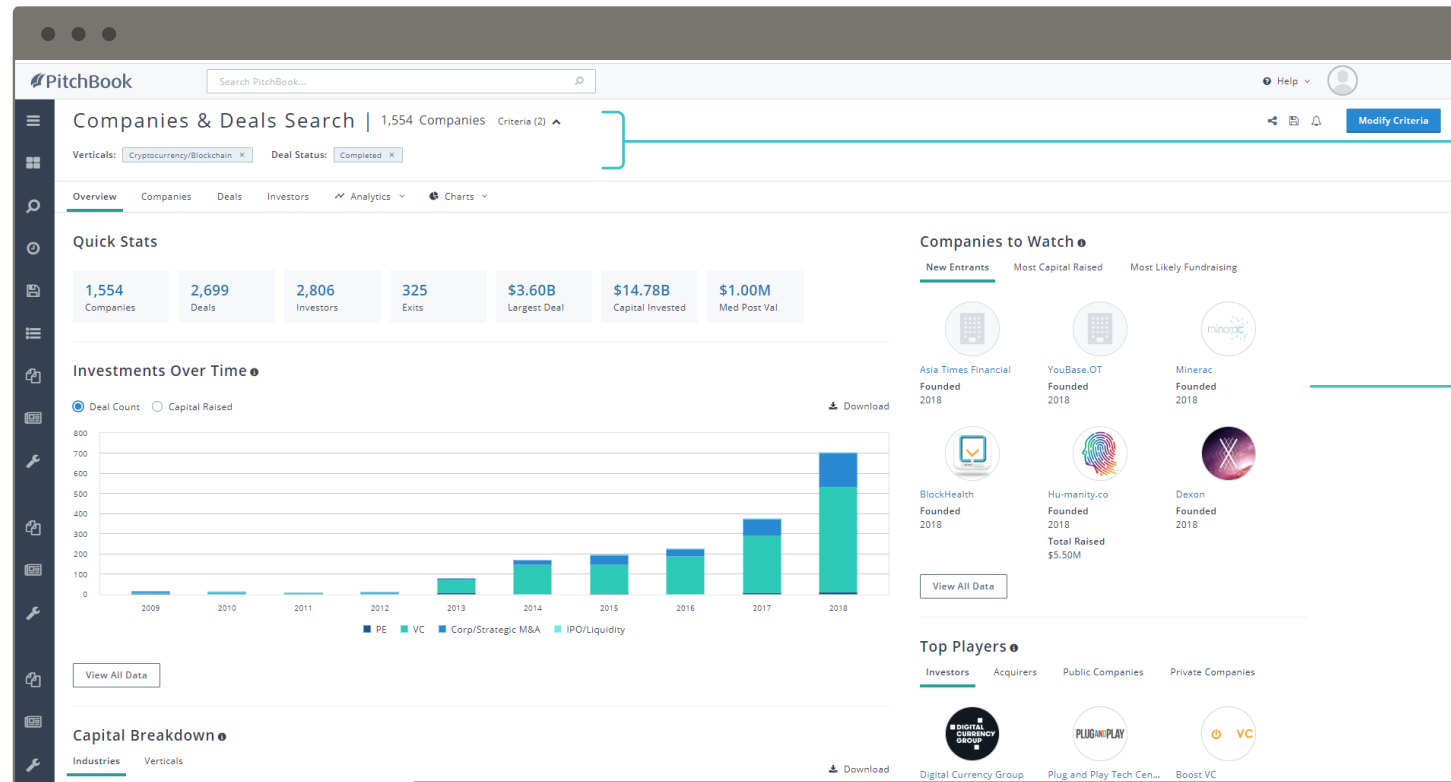 PitchBook
Search PitchBook...
Help
Companies & Deals Search | 1,554 Companies Criteria (2)
Modify Criteria
Verticals: Cryptocurrency/Blockchain × Deal Status: Completed ×
Overview Companies Deals Investors Analytics Charts
Quick Stats
1,554 2,699 2,806 325 $3.60B $14.78B $1.00M
Companies Deals Investors Exits Largest Deal Capital Invested Med Post Val
Investments Over Time
Deal Count Capital Raised
Download
800
700
600
500
400
300
200
100
0
2009 2010 2011 2012 2013 2014 2015 2016 2017 2018
PE VC Corp/Strategic M&A IPO/Liquidity
View All Data
Capital Breakdown
Industries Verticals
Download
Companies to Watch
New Entrants Most Capital Raised Most Likely Fundraising
minerac
Asia Times Financial YouBase.OT Minerac
Founded Founded Founded
2018 2018 2018
BlockHealth Hu-manity.co Dexon
Founded Founded Founded
2018 2018 2018
Total Raised
$5.50M
View All Data
Top Players
Investors Acquirers Public Companies Private Companies
DIGITAL
CURRENCY
GROUP
PLUGANDPLAY
VC
Digital Currency Group Plug and Play Tech Cen... Boost VC